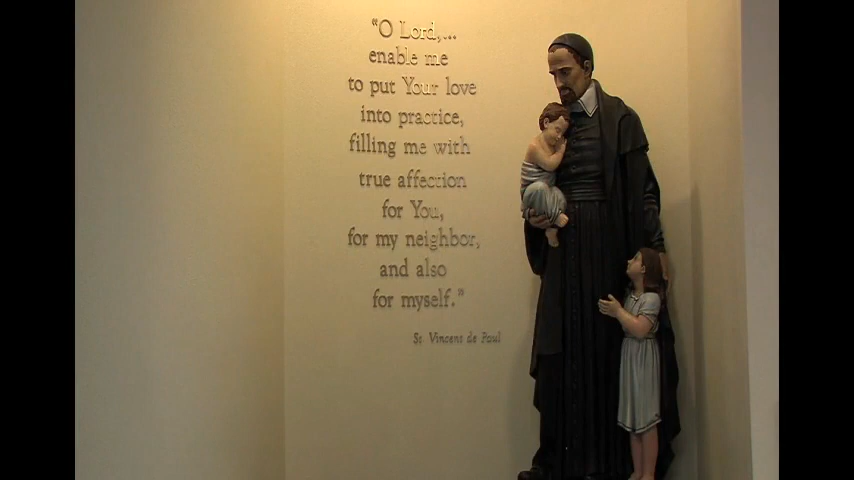 “O Lord,...
enable me
to put Your love
into practice,
filling me with
true affection
for You,
for my neighbor,
and also
for myself.”
St. Vincent de Paul